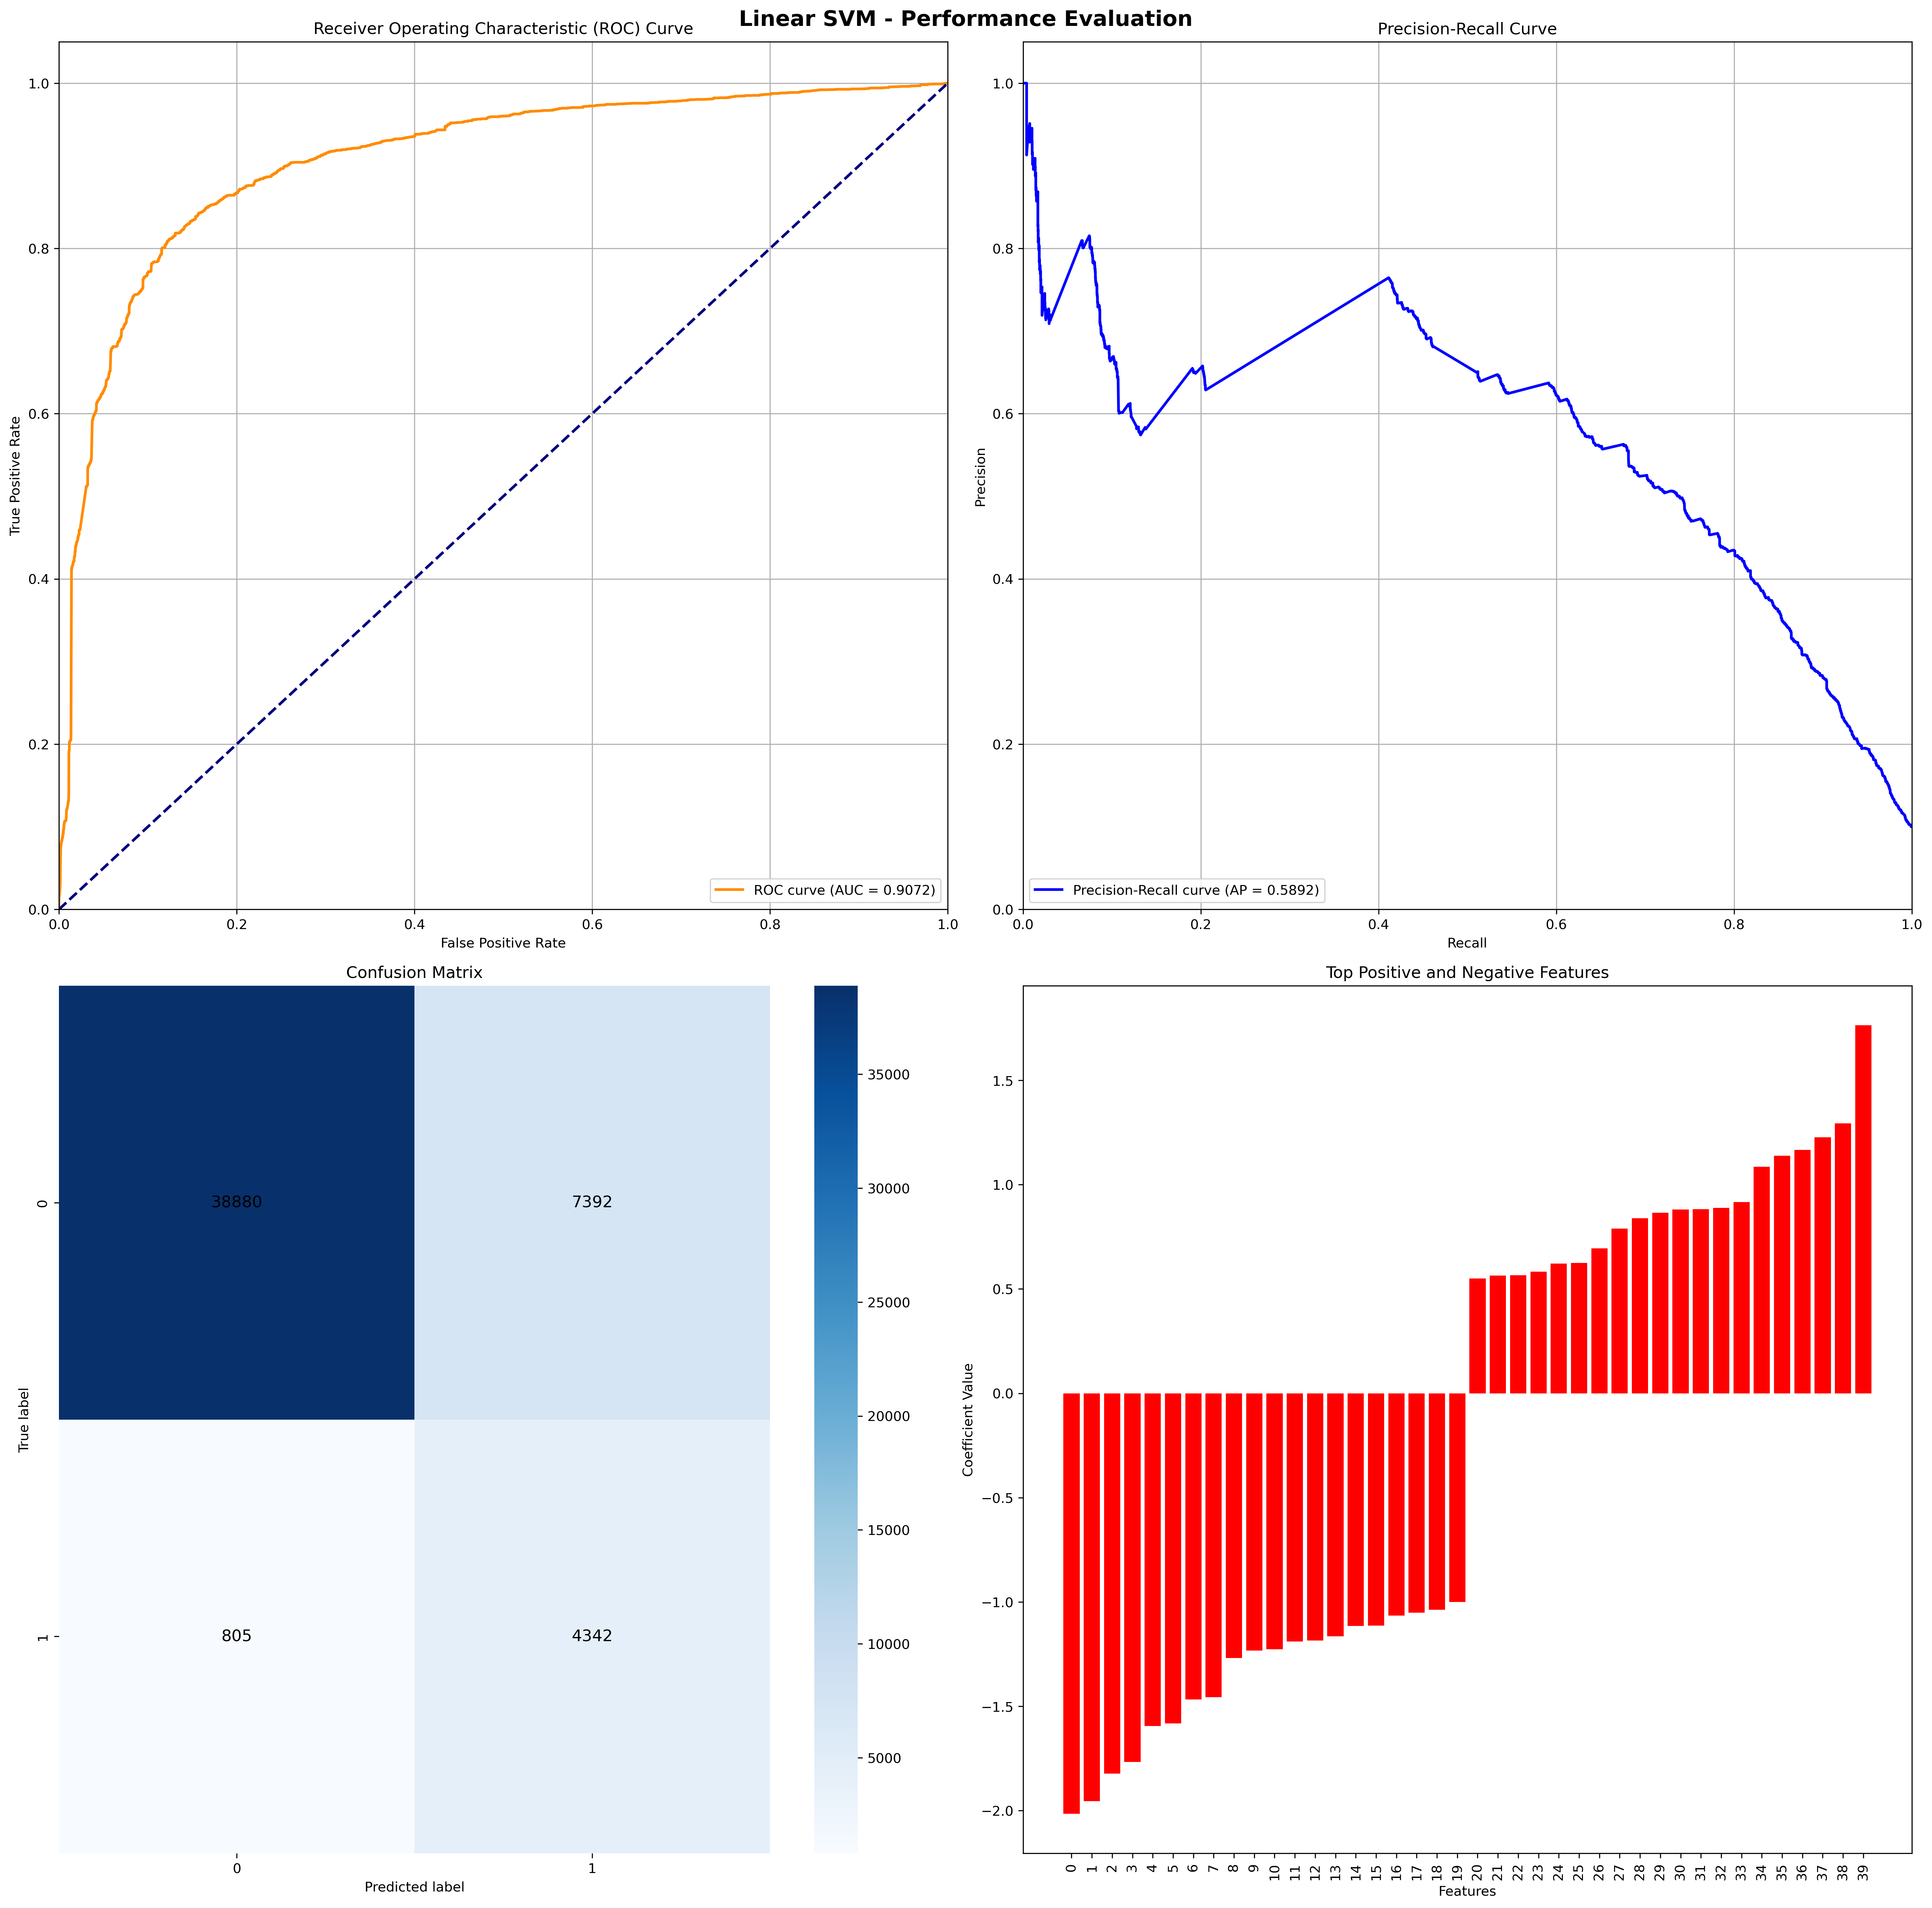 Linear SVM - Performance Evaluation
Receiver Operating Characteristic (ROC) Curve
True Positive Rate
1.0
0.8
0.6
0.4
0.2
0.0
0.0 0.2 0.4 0.6 0.8 1.0
False Positive Rate
ROC curve (AUC = 0.9072)
Precision-Recall Curve
Precision
1.0
0.8
0.6
0.4
0.2
0.0
0.0 0.2 0.4 0.6 0.8 1.0
Recall
Precision-Recall curve (AP = 0.5892)
Confusion Matrix
True label
0
38880 7392
1
805 4342
0 1
Predicted label
35000
30000
25000
20000
15000
10000
5000
Top Positive and Negative Features
Coefficient Value
1.5
1.0
0.5
0.0
−0.5
−1.0
−1.5
−2.0
0 1 2 3 4 5 6 7 8 9 10 11 12 13 14 15 16 17 18 19 20 21 22 23 24 25 26 27 28 29 30 31 32 33 34 35 36 37 38 39
Features